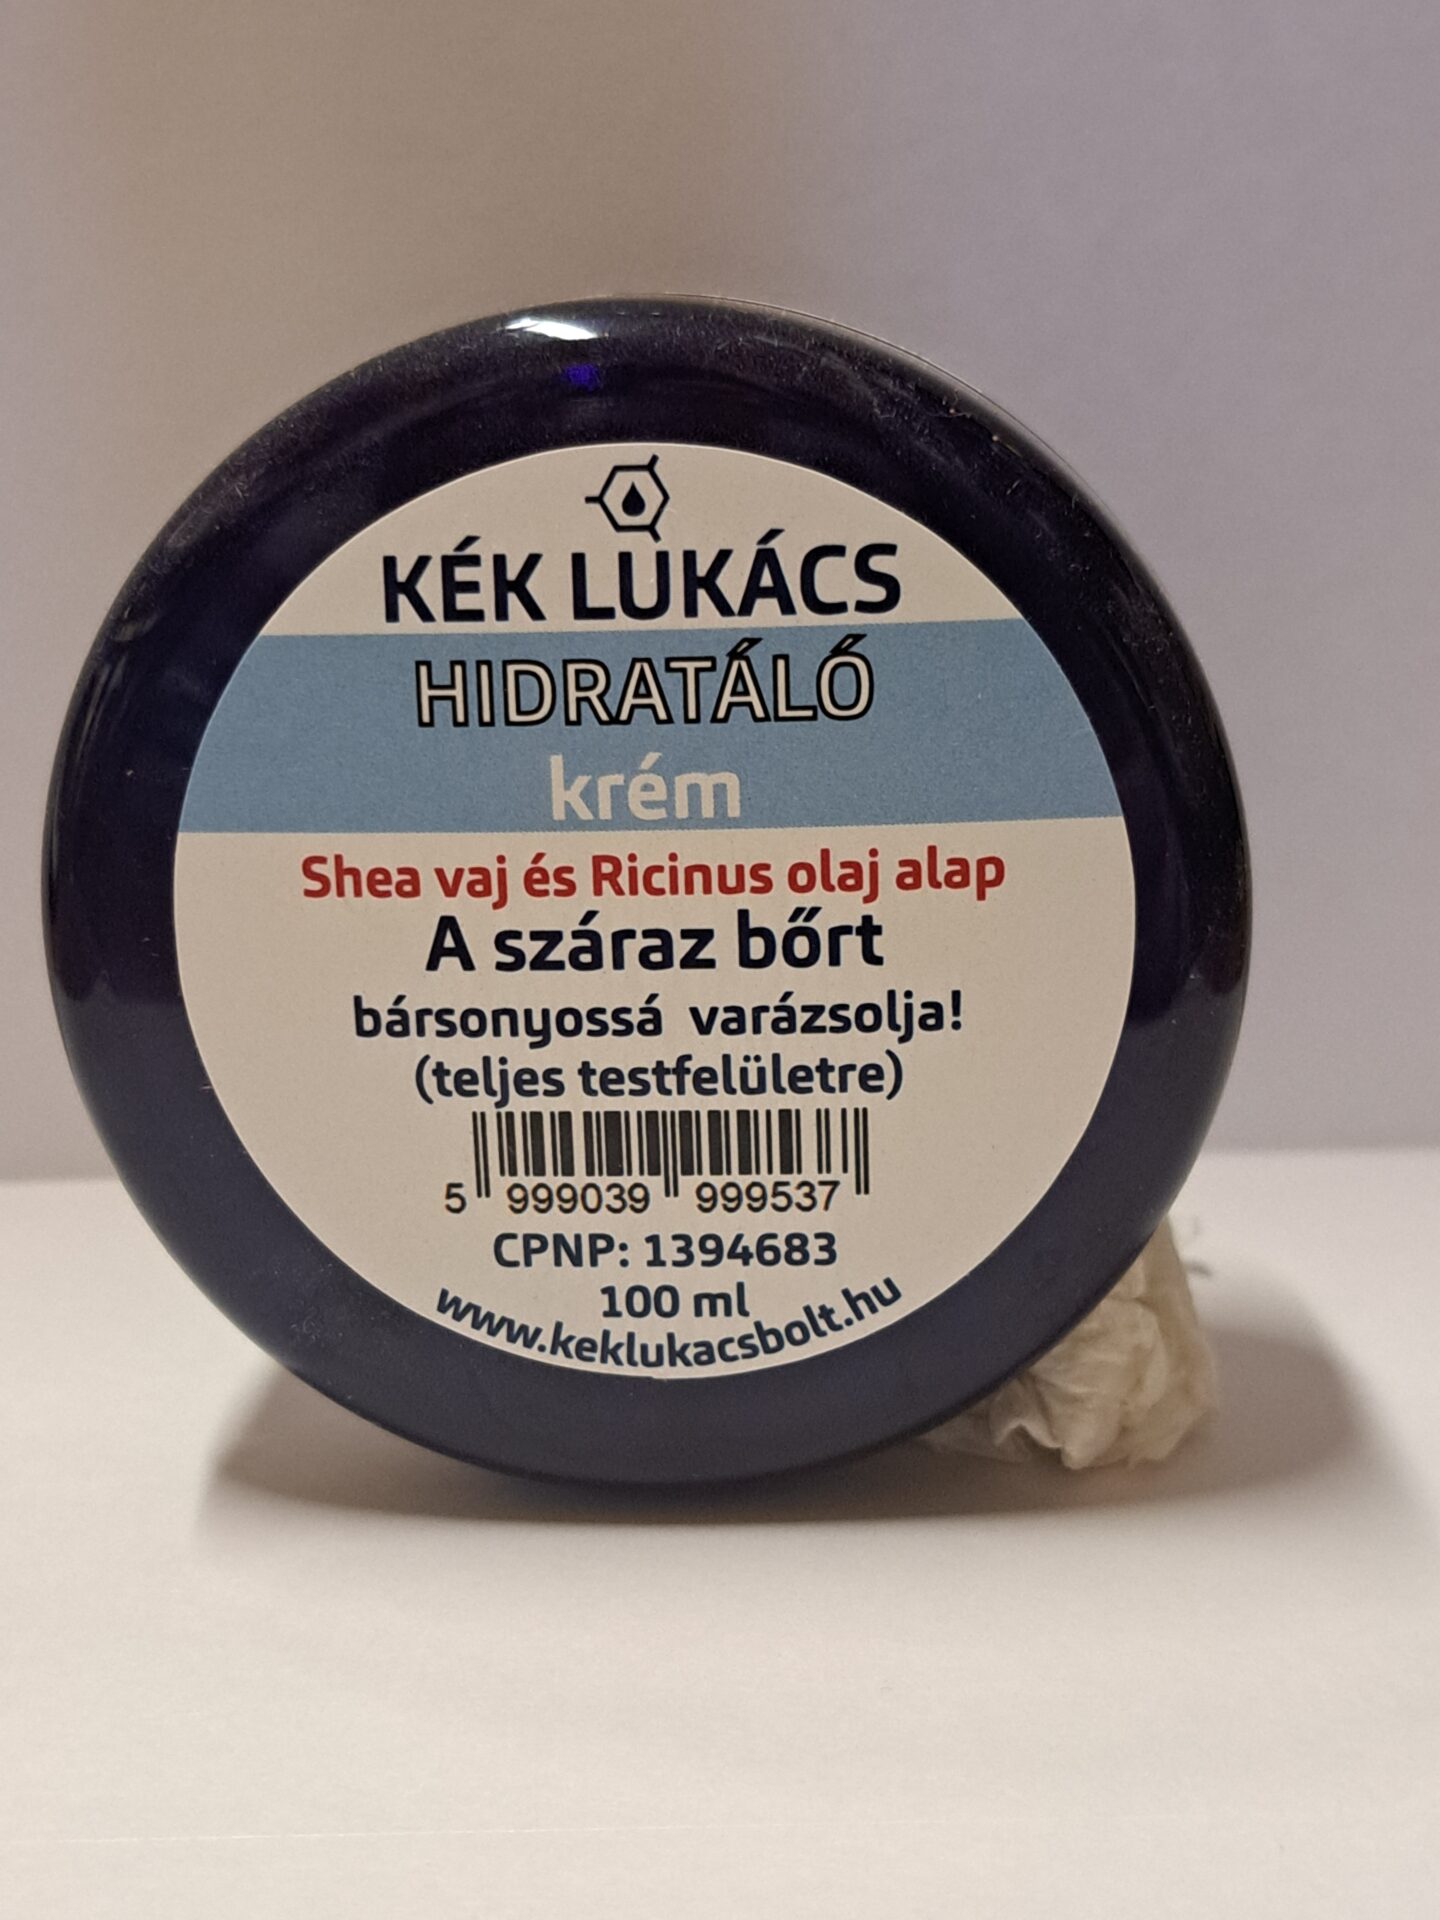 KÉK LUKÁCS
HIDRATÁLÓ
krém
Shea vaj és Ricinus olaj alap
A száraz bőrt
bársonyossá varázsolja!
(teljes testfelületre)
5 999039 999537
CPNP: 1394683
100 ml
www.keklukacsbolt.hu